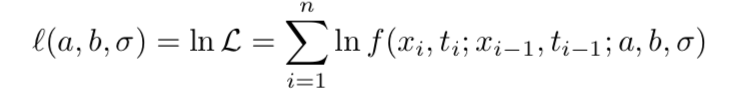 ℓ(a, b, σ) = ln ℒ = ∑_{i=1}^{n} ln f(x_i, t_i; x_{i−1}, t_{i−1}; a, b, σ)